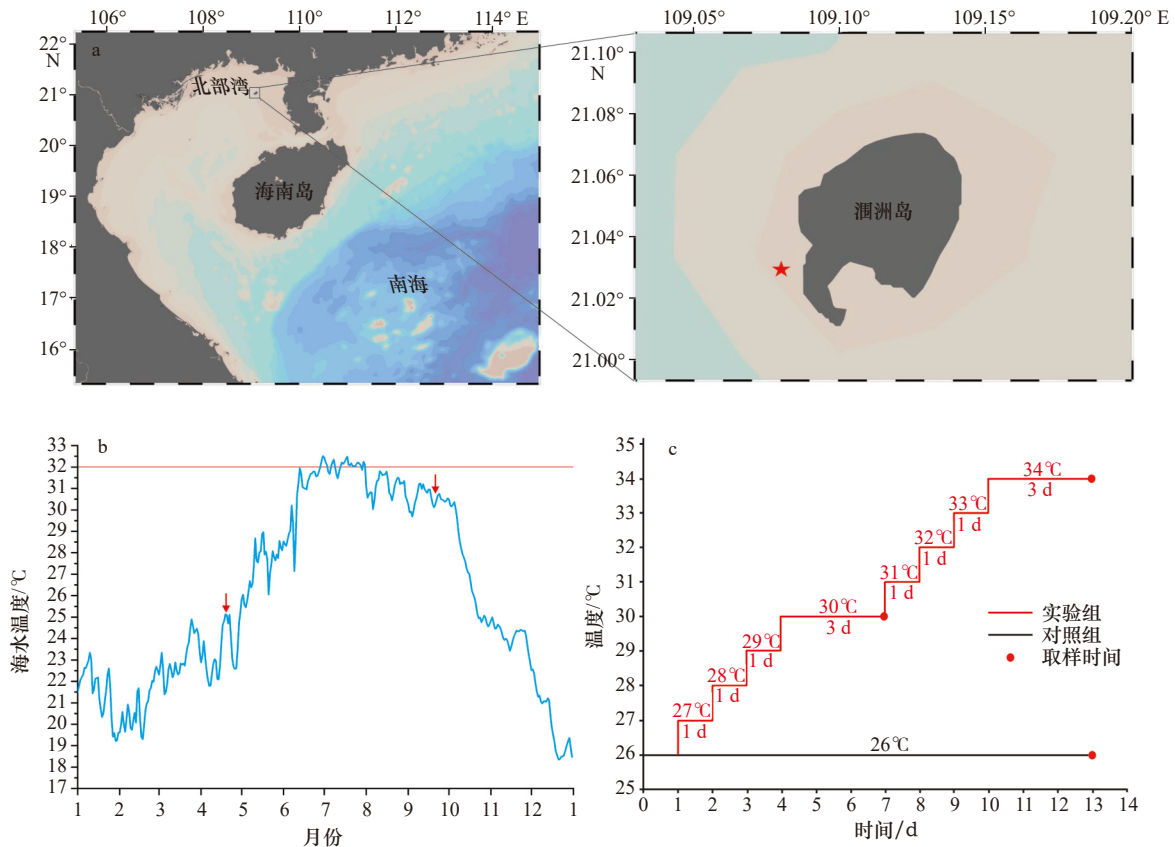 106° 108° 110° 112° 114° E
22°
N
21°
20°
19°
18°
17°
16°
a
北部湾
海南岛
南海
109.05° 109.10° 109.15° 109.20° E
21.10°
N
21.08°
21.06°
21.04°
21.02°
21.00°
涠洲岛
b
33
32
31
30
29
28
27
26
25
24
23
22
21
20
19
18
17
海水温度/℃
1 2 3 4 5 6 7 8 9 10 11 12 1
月份
c
35
34
33
32
31
30
29
28
27
26
25
温度/℃
34℃
3 d
33℃
1 d
32℃
1 d
31℃
1 d
30℃
3 d
29℃
1 d
28℃
1 d
27℃
1 d
26℃
实验组
对照组
取样时间
0 1 2 3 4 5 6 7 8 9 10 11 12 13 14
时间/d